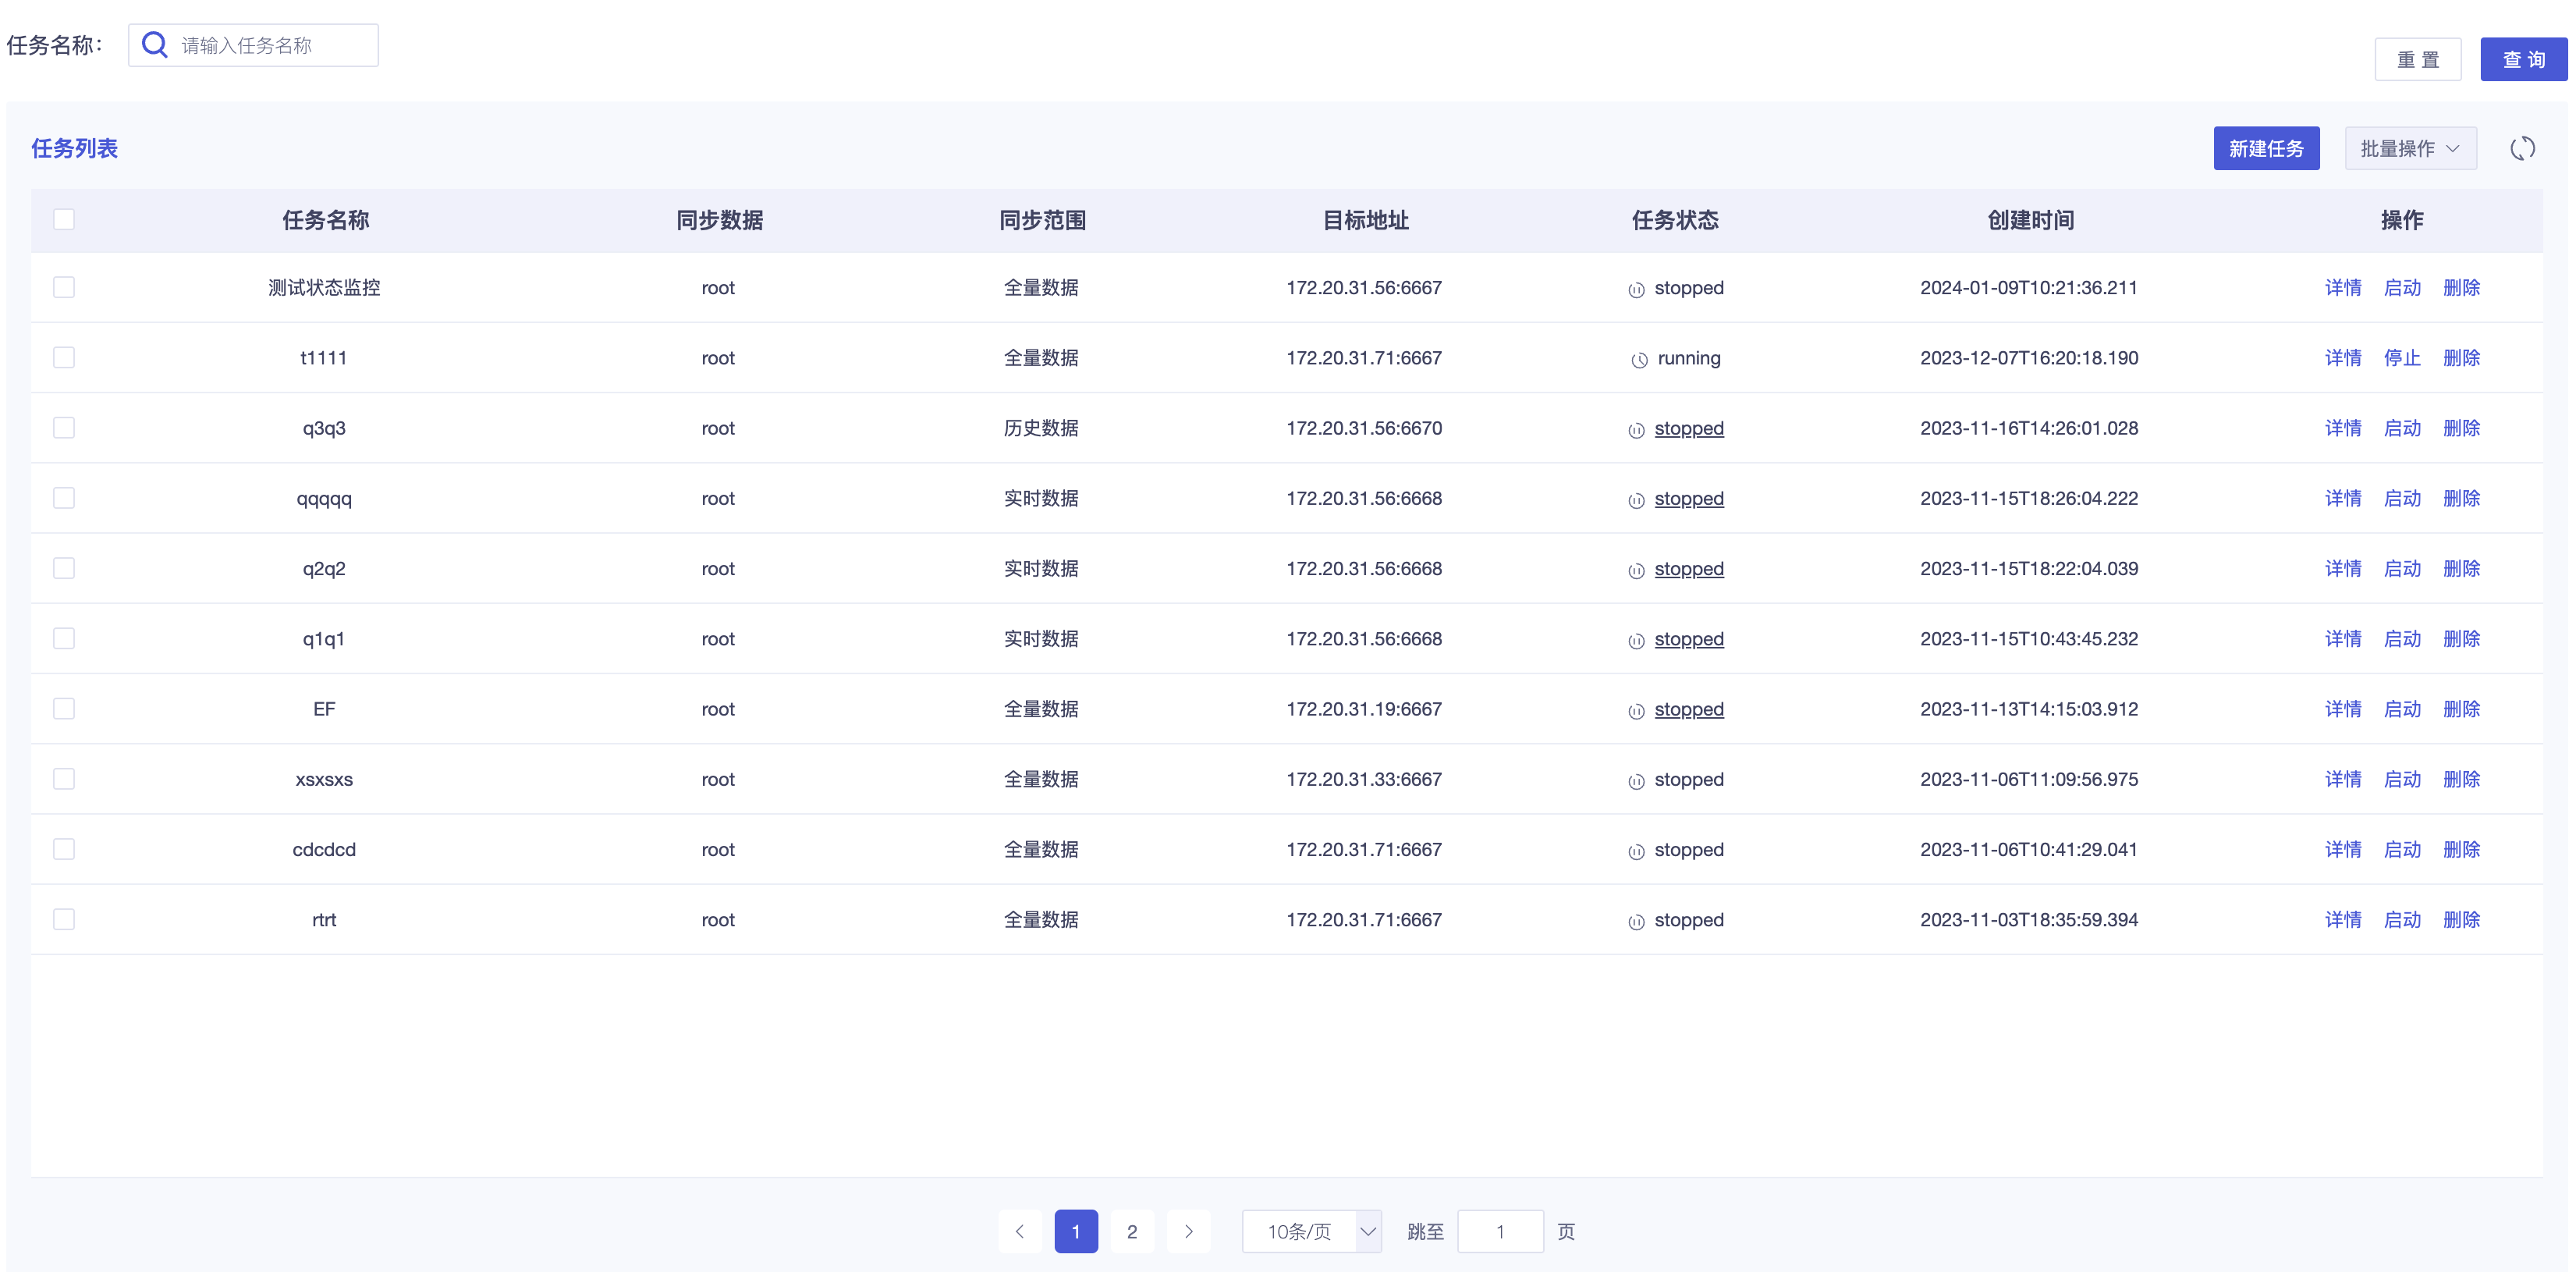 任务名称： 请输入任务名称
重 置 查 询
任务列表 新建任务 批量操作
任务名称 同步数据 同步范围 目标地址 任务状态 创建时间 操作
测试状态监控 root 全量数据 172.20.31.56:6667 stopped 2024-01-09T10:21:36.211 详情 启动 删除
t1111 root 全量数据 172.20.31.71:6667 running 2023-12-07T16:20:18.190 详情 停止 删除
q3q3 root 历史数据 172.20.31.56:6670 stopped 2023-11-16T14:26:01.028 详情 启动 删除
qqqqq root 实时数据 172.20.31.56:6668 stopped 2023-11-15T18:26:04.222 详情 启动 删除
q2q2 root 实时数据 172.20.31.56:6668 stopped 2023-11-15T18:22:04.039 详情 启动 删除
q1q1 root 实时数据 172.20.31.56:6668 stopped 2023-11-15T10:43:45.232 详情 启动 删除
EF root 全量数据 172.20.31.19:6667 stopped 2023-11-13T14:15:03.912 详情 启动 删除
xsxsxs root 全量数据 172.20.31.33:6667 stopped 2023-11-06T11:09:56.975 详情 启动 删除
cdcdcd root 全量数据 172.20.31.71:6667 stopped 2023-11-06T10:41:29.041 详情 启动 删除
rtrt root 全量数据 172.20.31.71:6667 stopped 2023-11-03T18:35:59.394 详情 启动 删除
1 2 10条/页 跳至 1 页